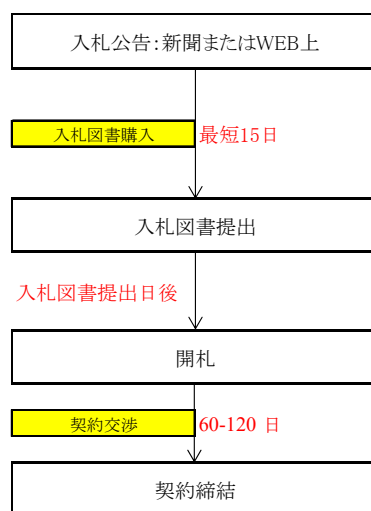 入札公告：新聞またはWEB上
入札図書購入
最短15日
入札図書提出
入札図書提出日後
開札
契約交渉
60-120 日
契約締結